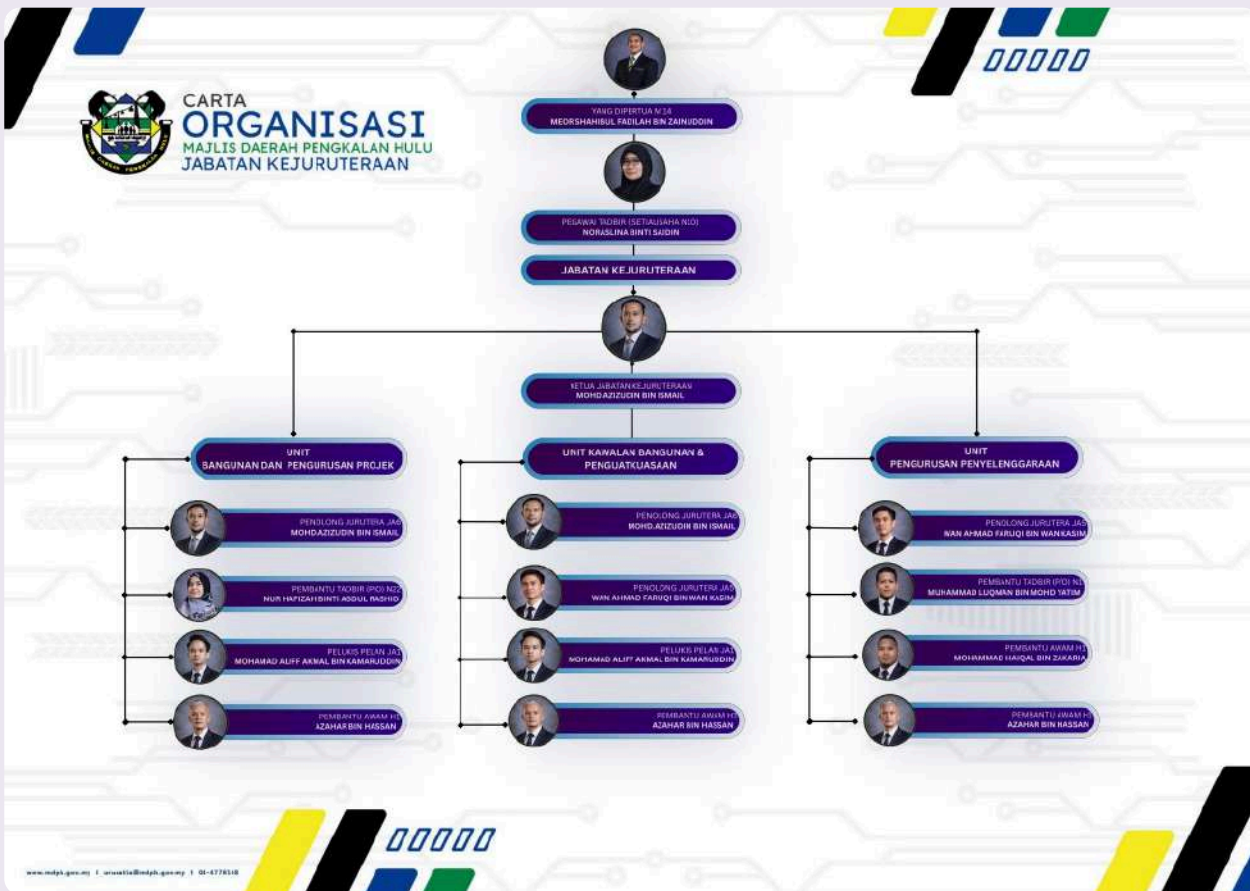 CARTA
ORGANISASI
MAJLIS DAERAH PENGKALAN HULU
JABATAN KEJURUTERAAN
YANG DIPERTUA N14
MEORSHAHIBUL FADILAH BIN ZAINUDDIN
PEGAWAI TADBIR (SETIAUSAHA N10)
NORASLINA BINTI SAIDIN
JABATAN KEJURUTERAAN
KETUA JABATAN KEJURUTERAAN
MOHD.AZIZUDIN BIN ISMAIL
UNIT
BANGUNAN DAN PENGURUSAN PROJEK
PENOLONG JURUTERA JA6
MOHD.AZIZUDIN BIN ISMAIL
PEMBANTU TADBIR (PO) N22
NUR HAFIZAH BINTI ABDUL RASHID
PELUKIS PELAN JA1
MOHAMAD ALIFF AKMAL BIN KAMARUDDIN
PEMBANTU AWAM H1
AZAHAR BIN HASSAN
UNIT KAWALAN BANGUNAN &
PENGUATKUASAAN
PENOLONG JURUTERA JA6
MOHD.AZIZUDIN BIN ISMAIL
PENOLONG JURUTERA JA5
WAN AHMAD FARUQI BIN WAN KASIM
PELUKIS PELAN JA1
MOHAMAD ALIFF AKMAL BIN KAMARUDDIN
PEMBANTU AWAM H1
AZAHAR BIN HASSAN
UNIT
PENGURUSAN PENYELENGGARAAN
PENOLONG JURUTERA JA5
WAN AHMAD FARUQI BIN WAN KASIM
PEMBANTU TADBIR (P/O) N1
MUHAMMAD LUQMAN BIN MOHD YATIM
PEMBANTU AWAM H1
MOHAMMAD HAIQAL BIN ZAKARIA
PEMBANTU AWAM H1
AZAHAR BIN HASSAN
www.mdph.gov.my |